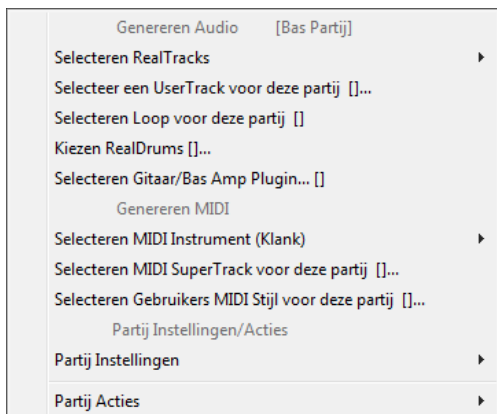 Genereren Audio [Bas Partij]
Selecteren RealTracks
Selecteer een UserTrack voor deze partij []...
Selecteren Loop voor deze partij []
Kiezen RealDrums []...
Selecteren Gitaar/Bas Amp Plugin... []
Genereren MIDI
Selecteren MIDI Instrument (Klank)
Selecteren MIDI SuperTrack voor deze partij []...
Selecteren Gebruikers MIDI Stijl voor deze partij []...
Partij Instellingen/Acties
Partij Instellingen
Partij Acties